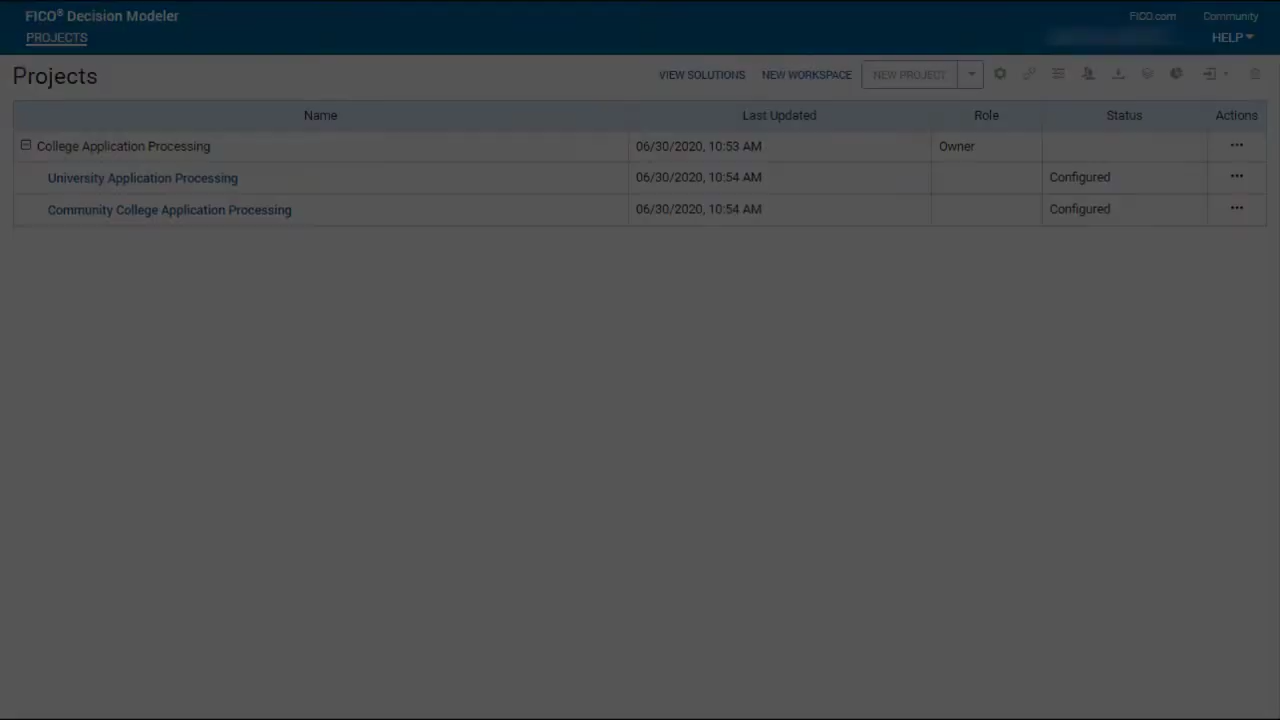 FICO® Decision Modeler
FICO.com Community
PROJECTS
HELP
Projects
VIEW SOLUTIONS NEW WORKSPACE NEW PROJECT
Name Last Updated Role Status Actions
College Application Processing 06/30/2020, 10:53 AM Owner
University Application Processing 06/30/2020, 10:54 AM Configured
Community College Application Processing 06/30/2020, 10:54 AM Configured